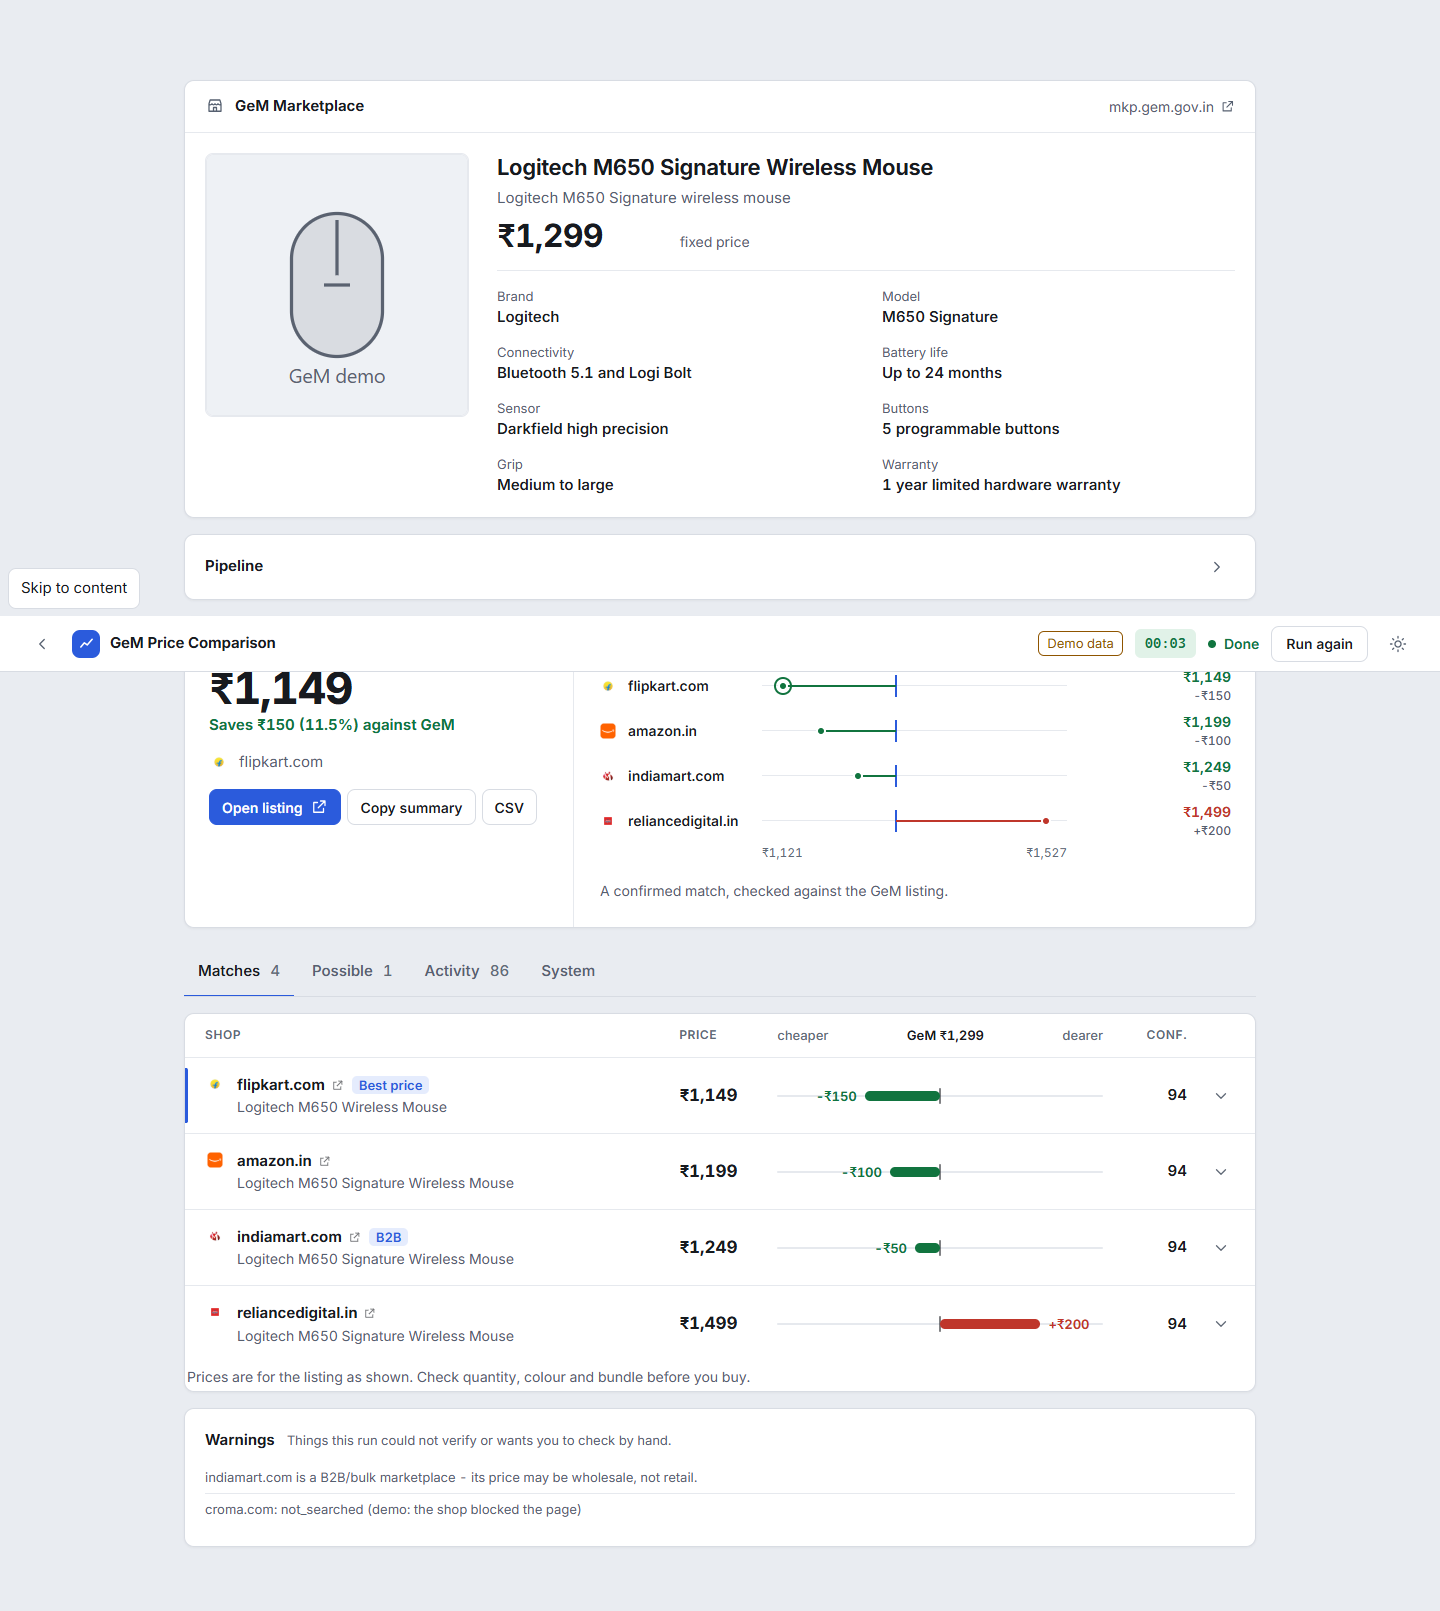 GeM Marketplace
mkp.gem.gov.in
GeM demo
Logitech M650 Signature Wireless Mouse
Logitech M650 Signature wireless mouse
₹1,299 fixed price
Brand
Logitech
Model
M650 Signature
Connectivity
Bluetooth 5.1 and Logi Bolt
Battery life
Up to 24 months
Sensor
Darkfield high precision
Buttons
5 programmable buttons
Grip
Medium to large
Warranty
1 year limited hardware warranty
Pipeline
Skip to content
GeM Price Comparison
Demo data
00:03
Done
Run again
₹1,149
Saves ₹150 (11.5%) against GeM
flipkart.com
Open listing
Copy summary
CSV
flipkart.com
₹1,149
-₹150
amazon.in
₹1,199
-₹100
indiamart.com
₹1,249
-₹50
reliancedigital.in
₹1,499
+₹200
₹1,121
₹1,527
A confirmed match, checked against the GeM listing.
Matches 4
Possible 1
Activity 86
System
SHOP
PRICE
cheaper
GeM ₹1,299
dearer
CONF.
flipkart.com
Best price
Logitech M650 Wireless Mouse
₹1,149
-₹150
94
amazon.in
Logitech M650 Signature Wireless Mouse
₹1,199
-₹100
94
indiamart.com
B2B
Logitech M650 Signature Wireless Mouse
₹1,249
-₹50
94
reliancedigital.in
Logitech M650 Signature Wireless Mouse
₹1,499
+₹200
94
Prices are for the listing as shown. Check quantity, colour and bundle before you buy.
Warnings
Things this run could not verify or wants you to check by hand.
indiamart.com is a B2B/bulk marketplace - its price may be wholesale, not retail.
croma.com: not_searched (demo: the shop blocked the page)